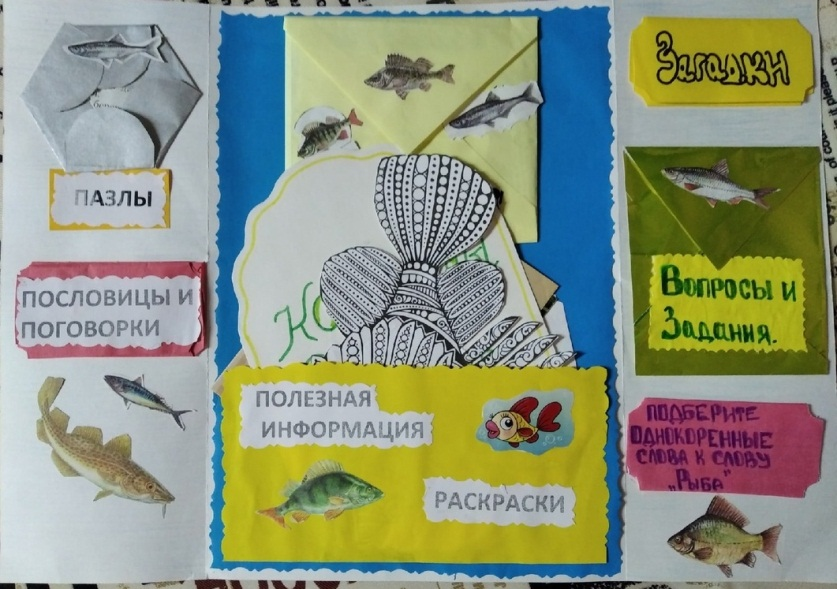 ПАЗЛЫ
ПОСЛОВИЦЫ И
ПОГОВОРКИ
ПОЛЕЗНАЯ
ИНФОРМАЦИЯ
РАСКРАСКИ
Загадки
Вопросы и
Задания.
ПОДБЕРИТЕ
ОДНОКОРЕННЫЕ
СЛОВА К СЛОВУ
„РЫБА"